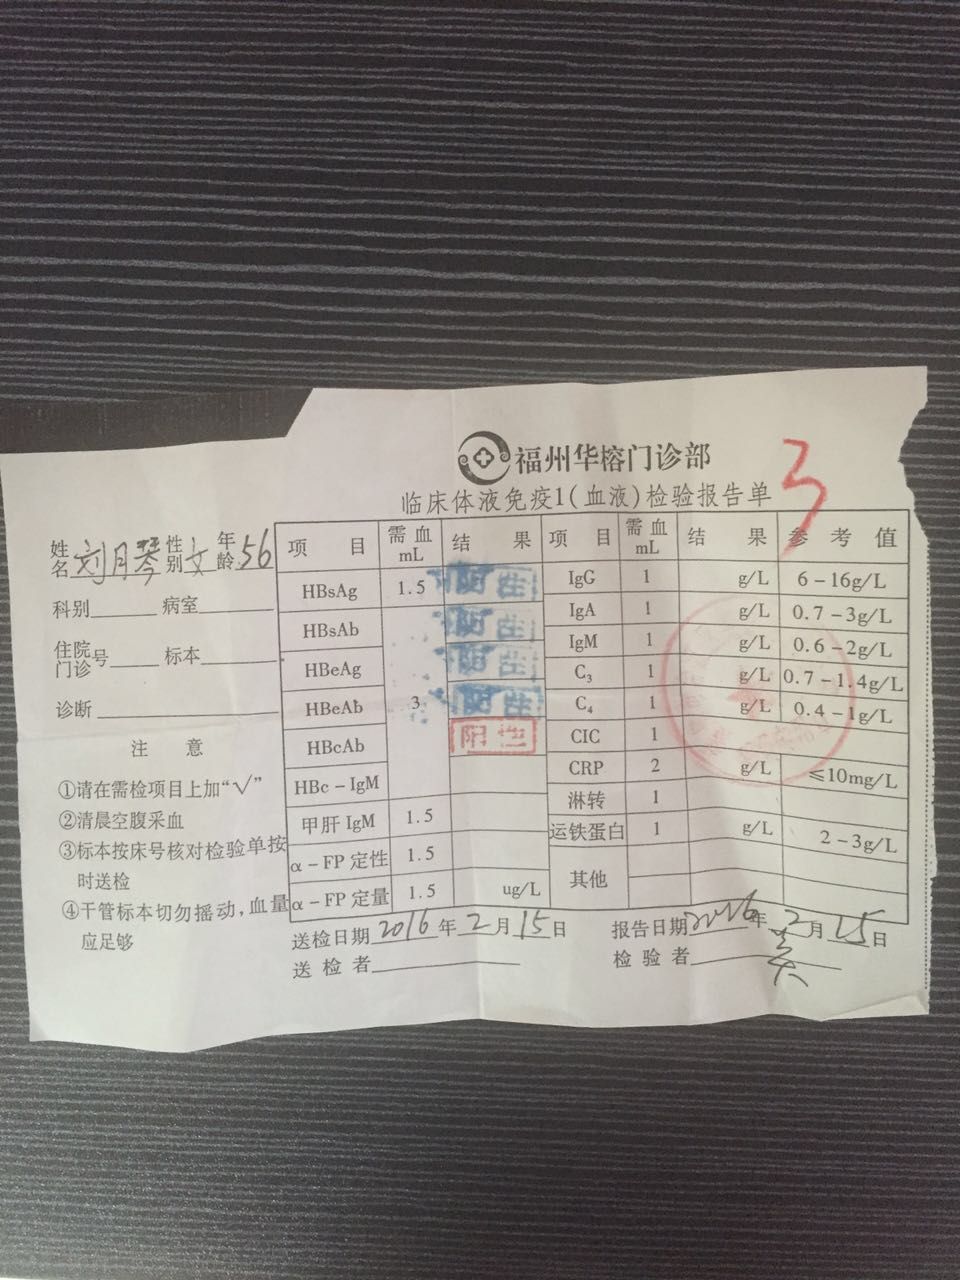 福州华榕门诊部
3
临床体液免疫1(血液)检验报告单
姓名 刘月琴 性别 女 年龄 56
科别 病室
住院门诊号 标本
诊断
注 意
①请在需检项目上加“√”
②清晨空腹采血
③标本按床号核对检验单按
时送检
④干管标本切勿摇动,血量
应足够
项 目 需血mL 结 果 项 目 需血mL 结 果 参考值
HBsAg 1.5 阴性 IgG 1 g/L 6-16g/L
HBsAb 阴性 IgA 1 g/L 0.7-3g/L
HBeAg 阴性 IgM 1 g/L 0.6-2g/L
HBeAb 3 阴性 C₃ 1 g/L 0.7-1.4g/L
HBcAb 阳性 C₄ 1 g/L 0.4-1g/L
HBc-IgM CIC 1
甲肝IgM 1.5 CRP 2 g/L ≤10mg/L
α-FP定性 1.5 淋转 1
α-FP定量 1.5 ug/L 运铁蛋白 1 g/L 2-3g/L
其他
送检日期 2016 年 2 月 15 日 报告日期 2016 年 2 月 15 日
送检者 检验者